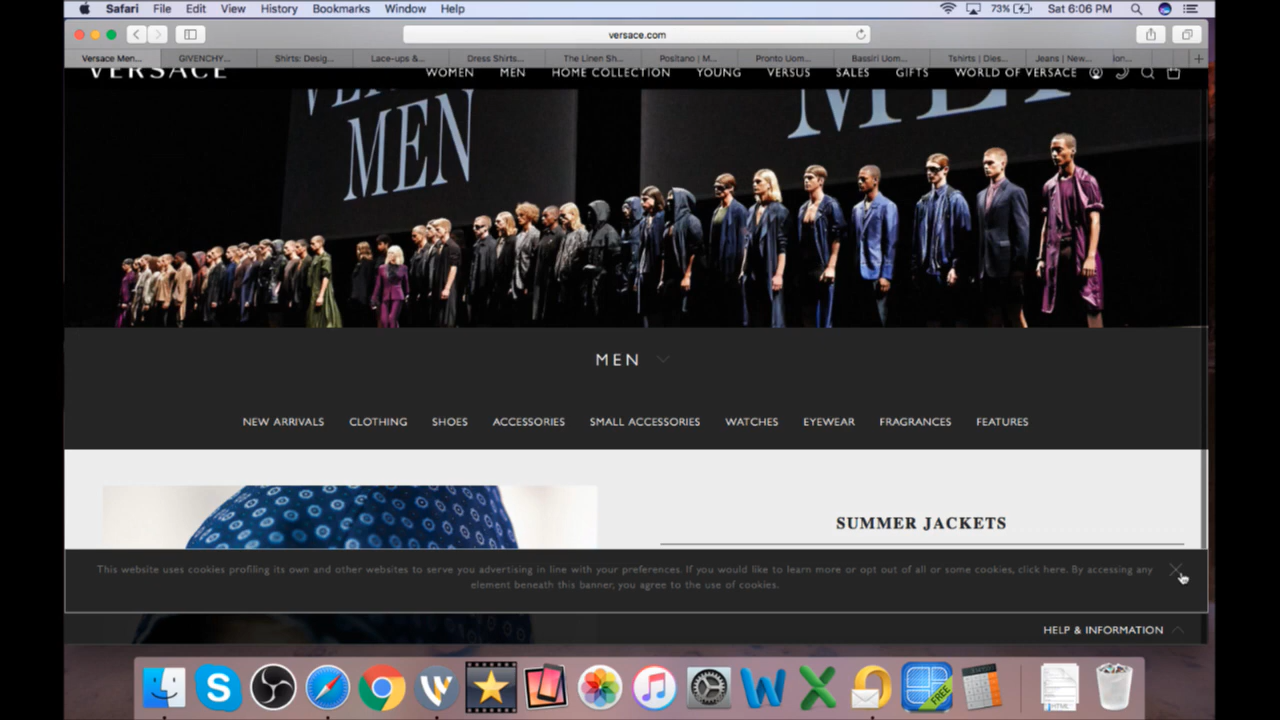 Safari File Edit View History Bookmarks Window Help 73% Sat 6:06 PM
versace.com
Versace Men... GIVENCHY... Shirts: Desig... Lace-ups &... Dress Shirts... The Linen Sh... Positano | M... Pronto Uom... Bassiri Uom... Tshirts | Dies... Jeans | New... ion...
VERSACE WOMEN MEN HOME COLLECTION YOUNG VERSUS SALES GIFTS WORLD OF VERSACE
MEN
MEN
NEW ARRIVALS CLOTHING SHOES ACCESSORIES SMALL ACCESSORIES WATCHES EYEWEAR FRAGRANCES FEATURES
SUMMER JACKETS
This website uses cookies profiling its own and other websites to serve you advertising in line with your preferences. If you would like to learn more or opt out of all or some cookies, click here. By accessing any
element beneath this banner, you agree to the use of cookies.
HELP & INFORMATION
FREE
HTML